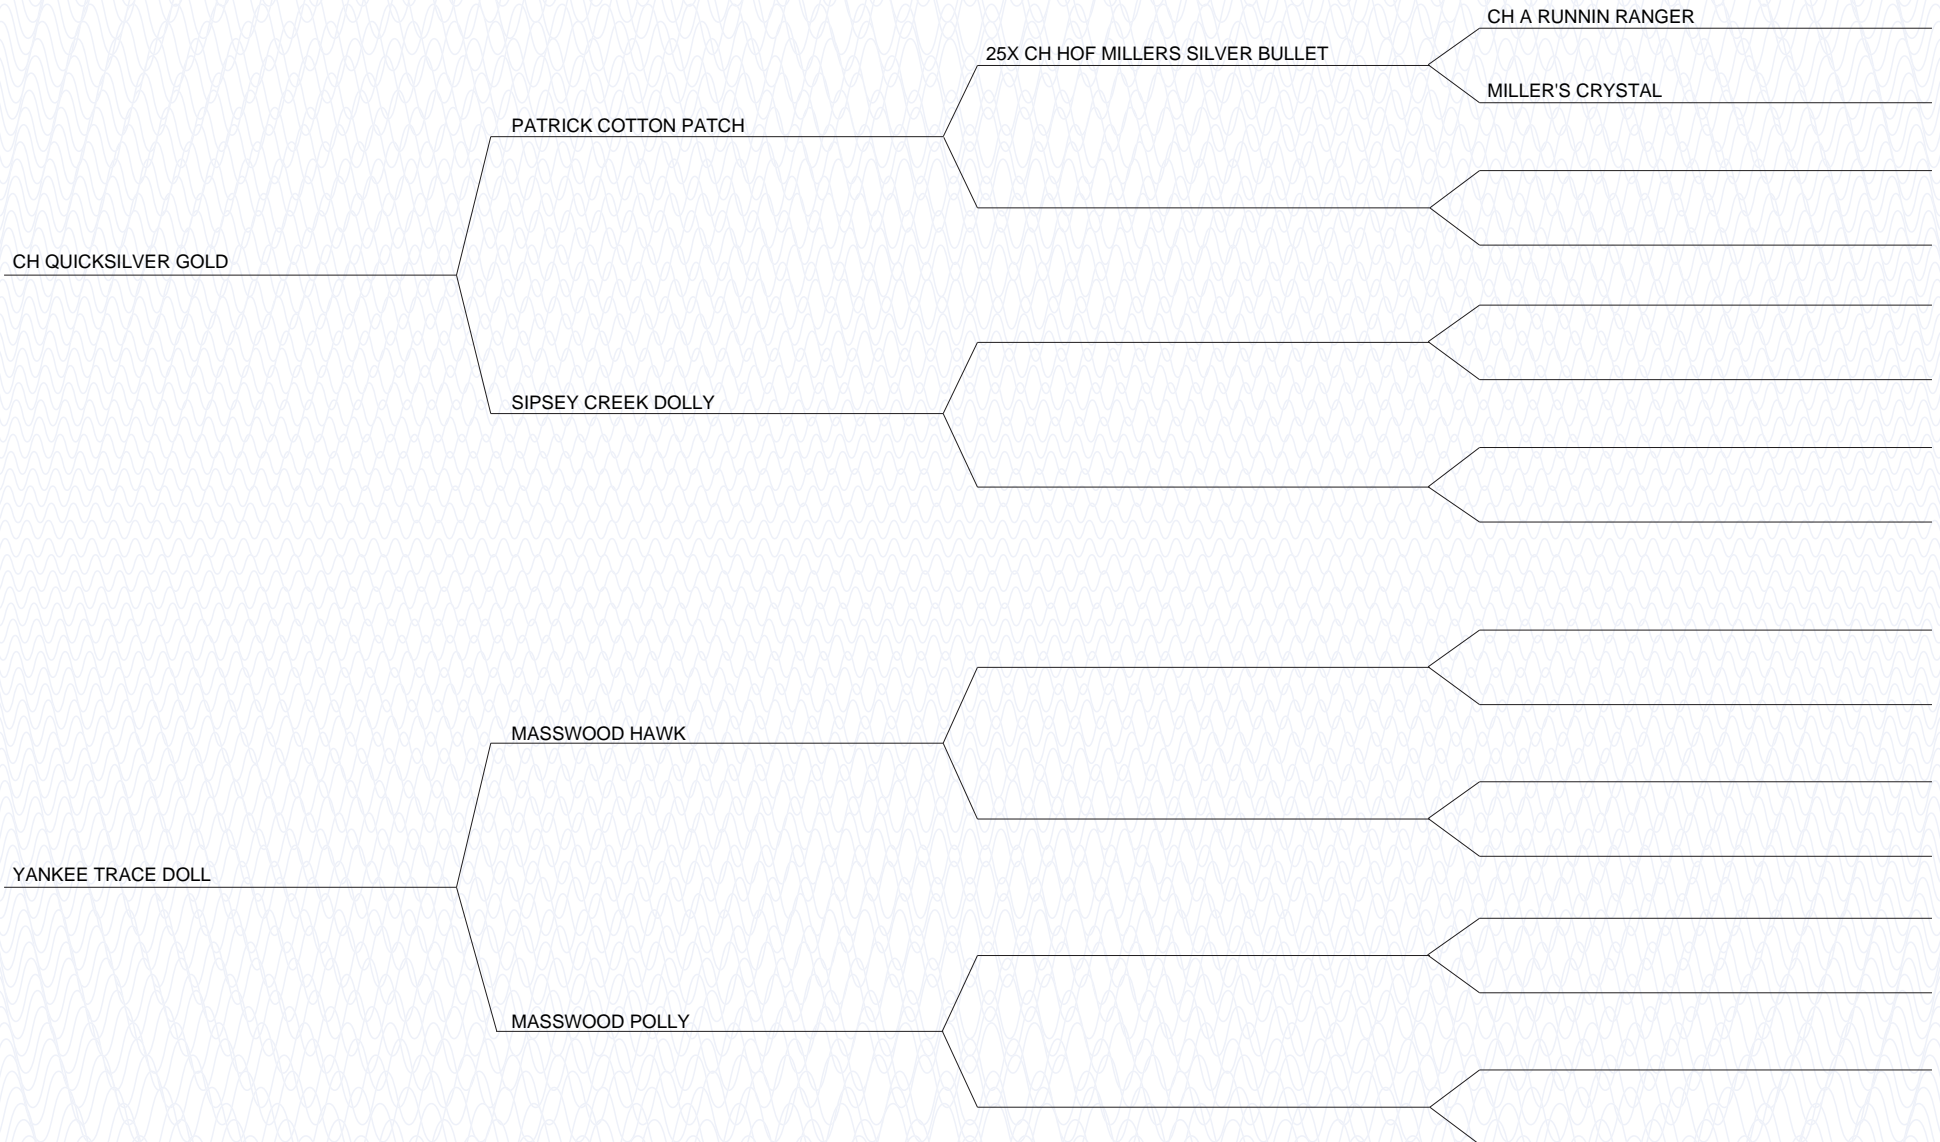 CH A RUNNIN RANGER
25X CH HOF MILLERS SILVER BULLET
MILLER'S CRYSTAL
PATRICK COTTON PATCH
CH QUICKSILVER GOLD
SIPSEY CREEK DOLLY
MASSWOOD HAWK
YANKEE TRACE DOLL
MASSWOOD POLLY